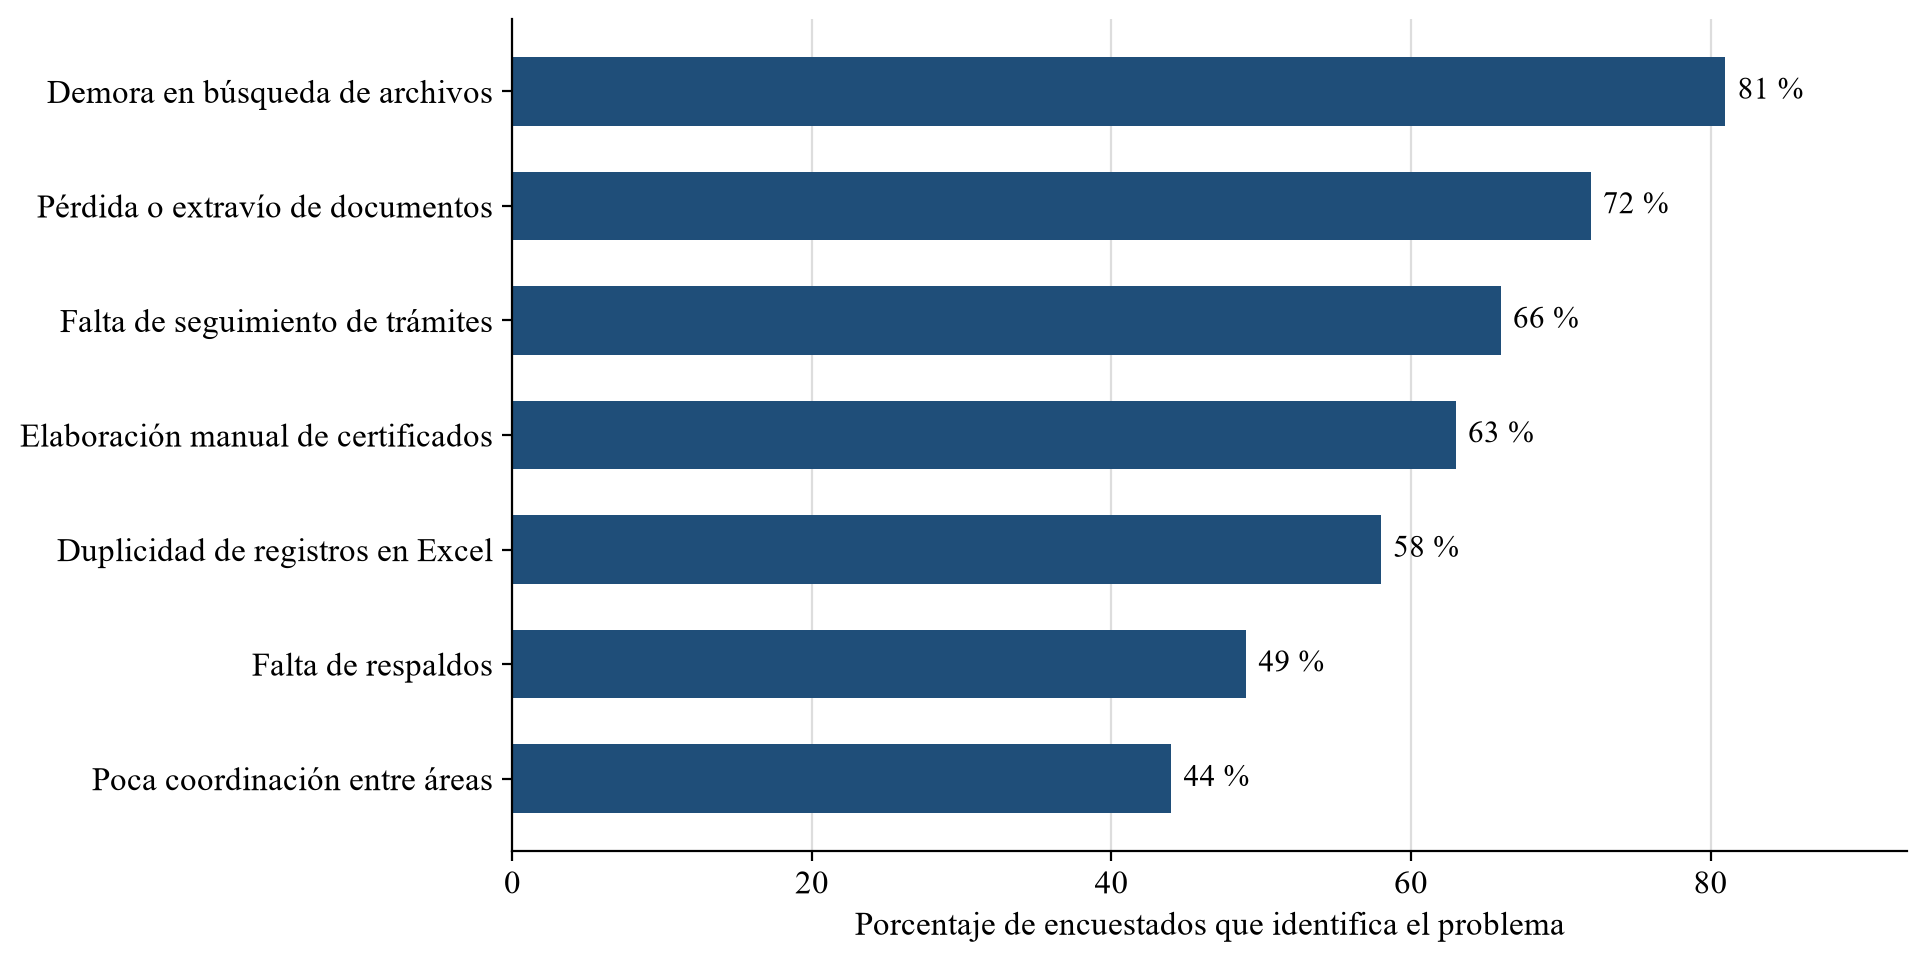 Demora en búsqueda de archivos 81 %
Pérdida o extravío de documentos 72 %
Falta de seguimiento de trámites 66 %
Elaboración manual de certificados 63 %
Duplicidad de registros en Excel 58 %
Falta de respaldos 49 %
Poca coordinación entre áreas 44 %
0 20 40 60 80
Porcentaje de encuestados que identifica el problema